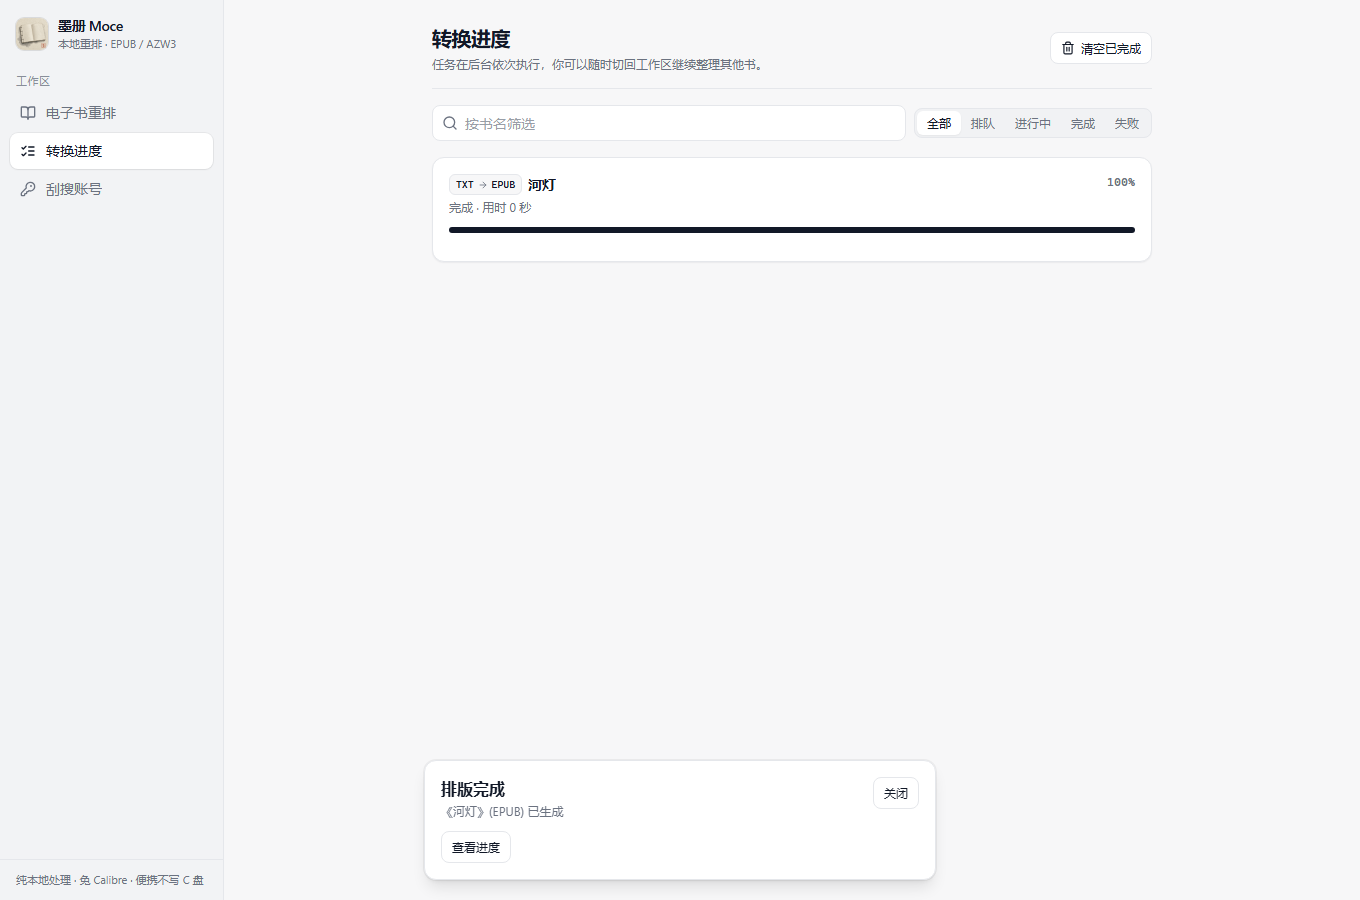 墨册 Moce
本地重排 · EPUB / AZW3
工作区
电子书重排
转换进度
刮搜账号
纯本地处理 · 免 Calibre · 便携不写 C 盘
转换进度
任务在后台依次执行，你可以随时切回工作区继续整理其他书。
清空已完成
按书名筛选
全部 排队 进行中 完成 失败
TXT → EPUB 河灯 100%
完成 · 用时 0 秒
排版完成
《河灯》(EPUB) 已生成
关闭
查看进度